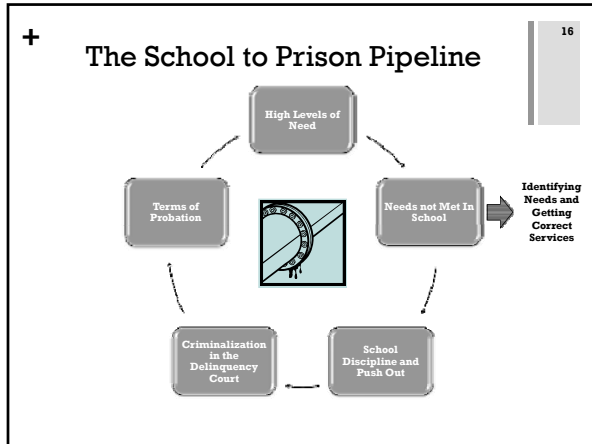 +
16
The School to Prison Pipeline
High Levels of
Need
Needs not Met In
School
Identifying
Needs and
Getting
Correct
Services
School
Discipline and
Push Out
Criminalization
in the
Delinquency
Court
Terms of
Probation